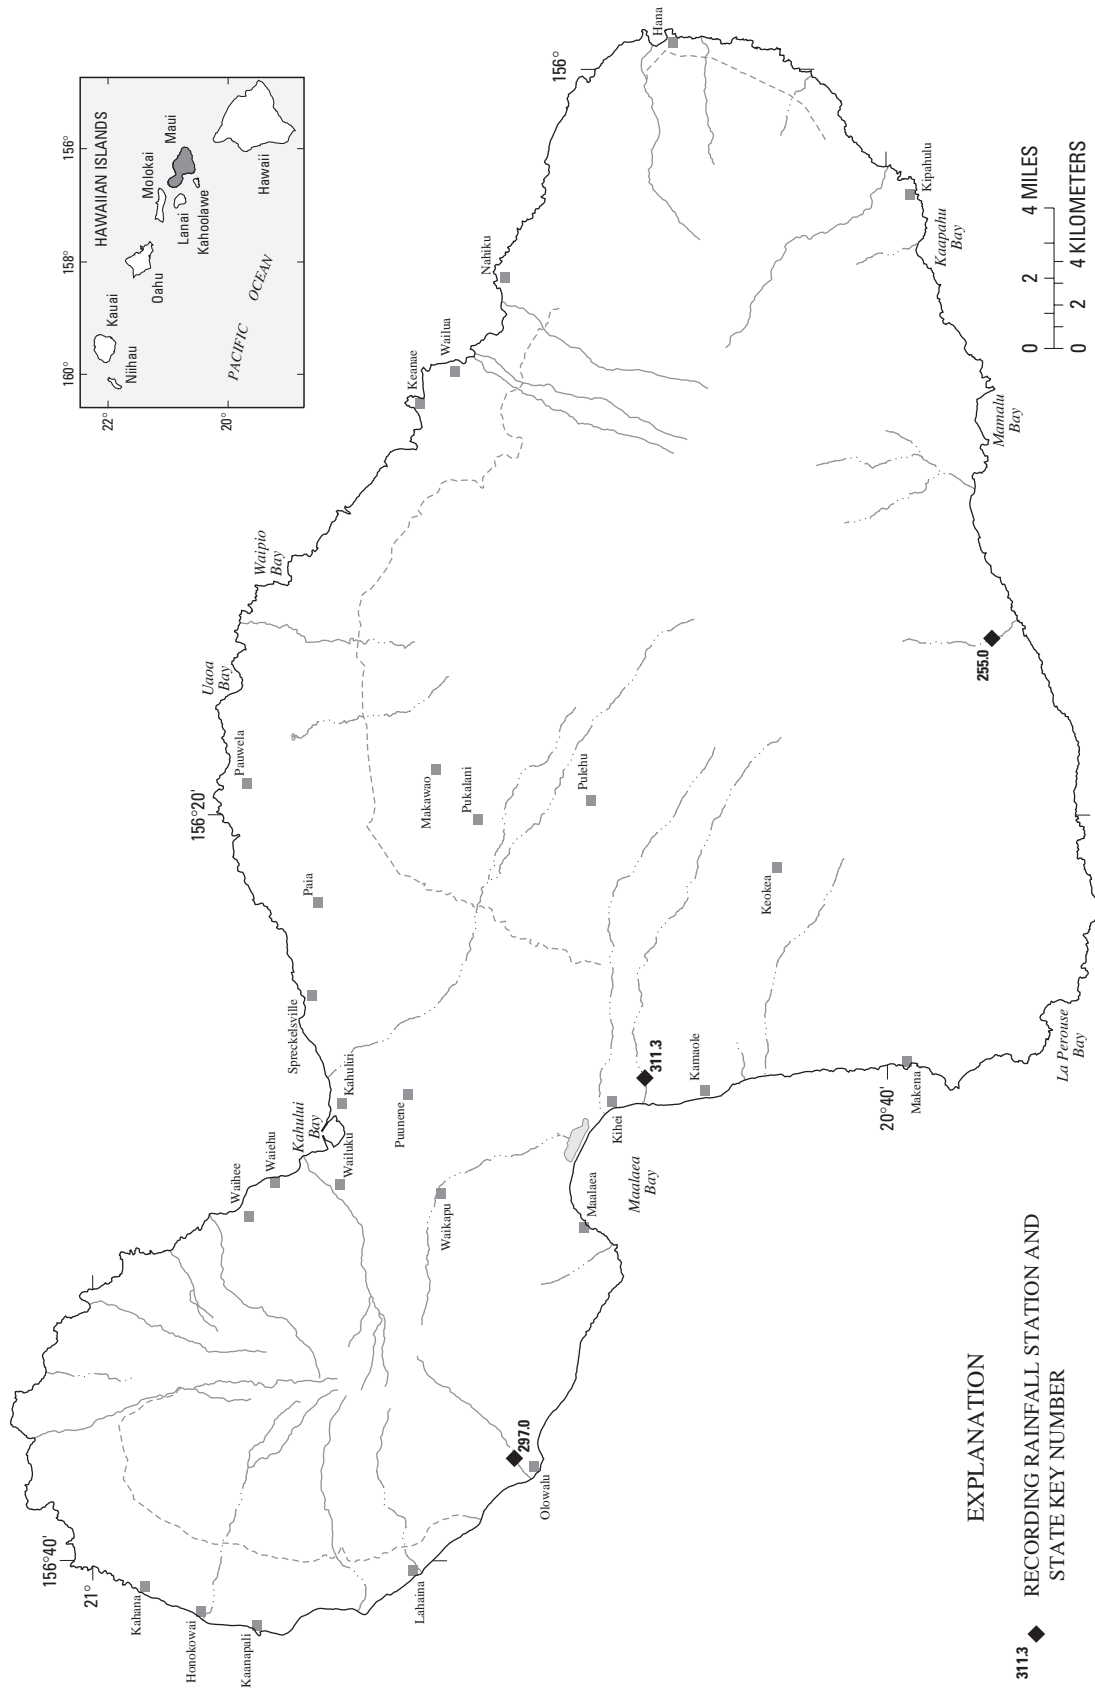 HAWAIIAN ISLANDS
160°
158°
156°
22°
20°
Niihau
Kauai
Oahu
Molokai
Maui
Lanai
Kahoolawe
Hawaii
PACIFIC
OCEAN
156°40'
21°
156°20'
156°
20°40'
Kahana
Honokowai
Kaanapali
Lahaina
Olowalu
297.0
Waihee
Waiehu
Kahului
Bay
Wailuku
Kahului
Waikapu
Puunene
Maalaea
Maalaea
Bay
Kihei
311.3
Kamaole
Makena
La Perouse
Bay
Spreckelsville
Paia
Pauwela
Uaoa
Bay
Waipio
Bay
Makawao
Pukalani
Pulehu
Keokea
255.0
Keanae
Wailua
Nahiku
Hana
Kipahulu
Kaapahu
Bay
Mamalu
Bay
0 2 4 MILES
0 2 4 KILOMETERS
EXPLANATION
311.3
RECORDING RAINFALL STATION AND
STATE KEY NUMBER